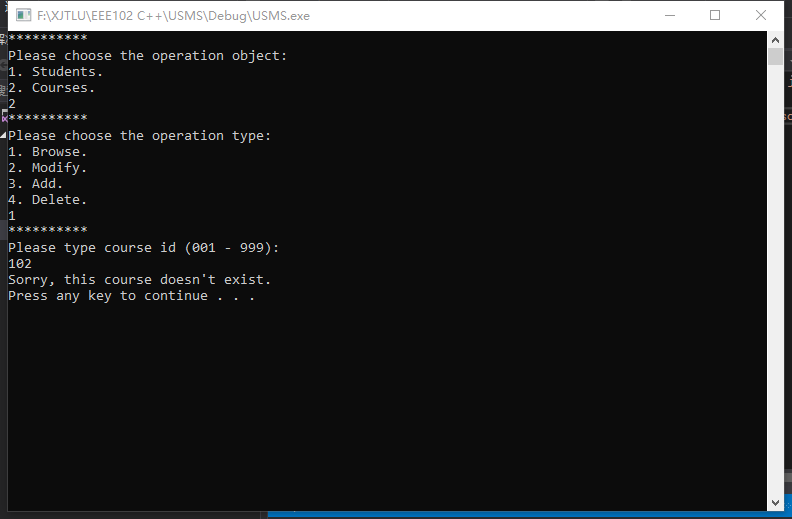 F:\XJTLU\EEE102 C++\USMS\Debug\USMS.exe
**********
Please choose the operation object:
1. Students.
2. Courses.
2
**********
Please choose the operation type:
1. Browse.
2. Modify.
3. Add.
4. Delete.
1
**********
Please type course id (001 - 999):
102
Sorry, this course doesn't exist.
Press any key to continue . . .